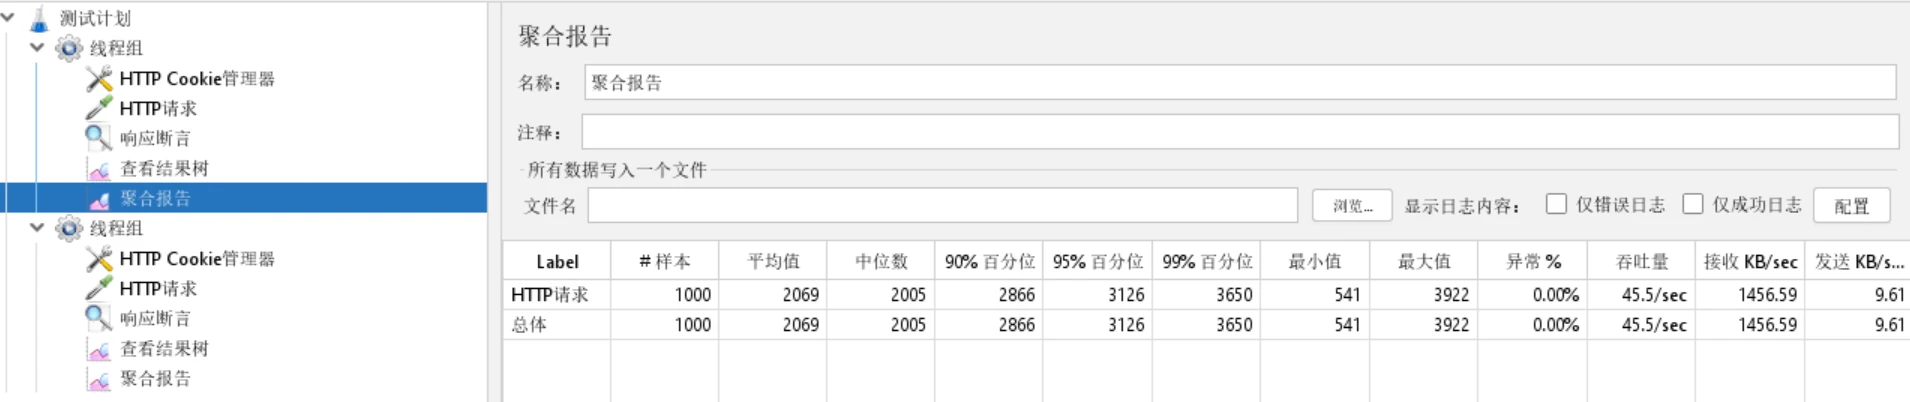 测试计划
线程组
HTTP Cookie管理器
HTTP请求
响应断言
查看结果树
聚合报告
线程组
HTTP Cookie管理器
HTTP请求
响应断言
查看结果树
聚合报告
聚合报告
名称： 聚合报告
注释：
所有数据写入一个文件
文件名 浏览... 显示日志内容： 仅错误日志 仅成功日志 配置
Label # 样本 平均值 中位数 90% 百分位 95% 百分位 99% 百分位 最小值 最大值 异常 % 吞吐量 接收 KB/sec 发送 KB/s...
HTTP请求 1000 2069 2005 2866 3126 3650 541 3922 0.00% 45.5/sec 1456.59 9.61
总体 1000 2069 2005 2866 3126 3650 541 3922 0.00% 45.5/sec 1456.59 9.61